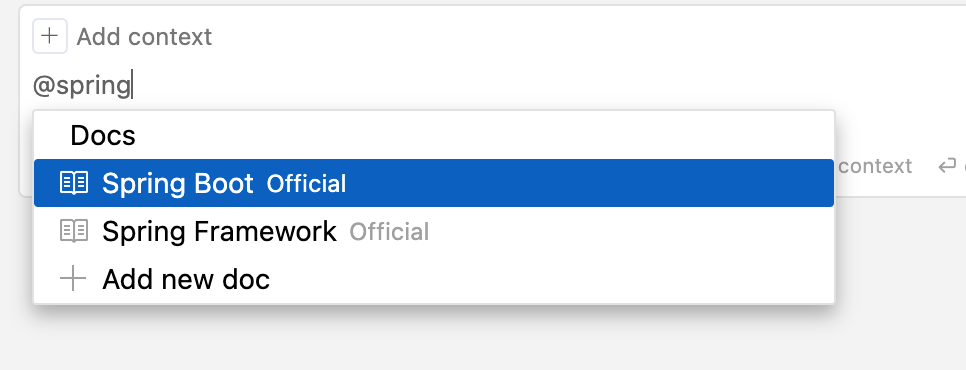 Add context
@spring
Docs
Spring Boot Official
context
Spring Framework Official
Add new doc